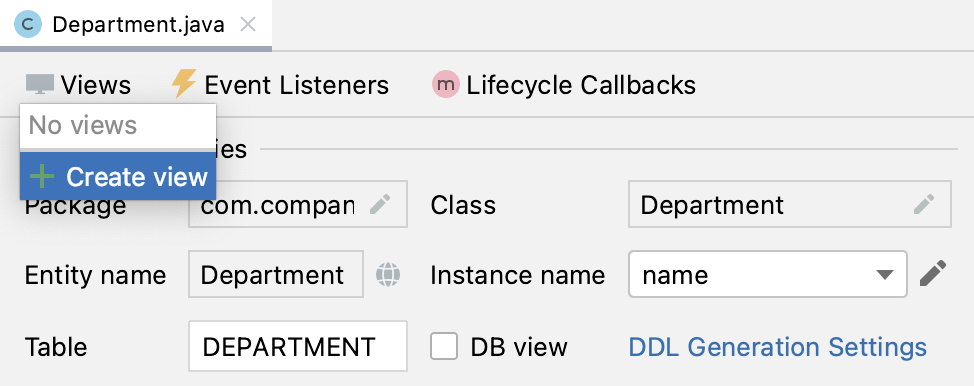 C Department.java
Views Event Listeners m Lifecycle Callbacks
No views
ies
Create view
Package com.compan Class Department
Entity name Department Instance name name
Table DEPARTMENT DB view DDL Generation Settings